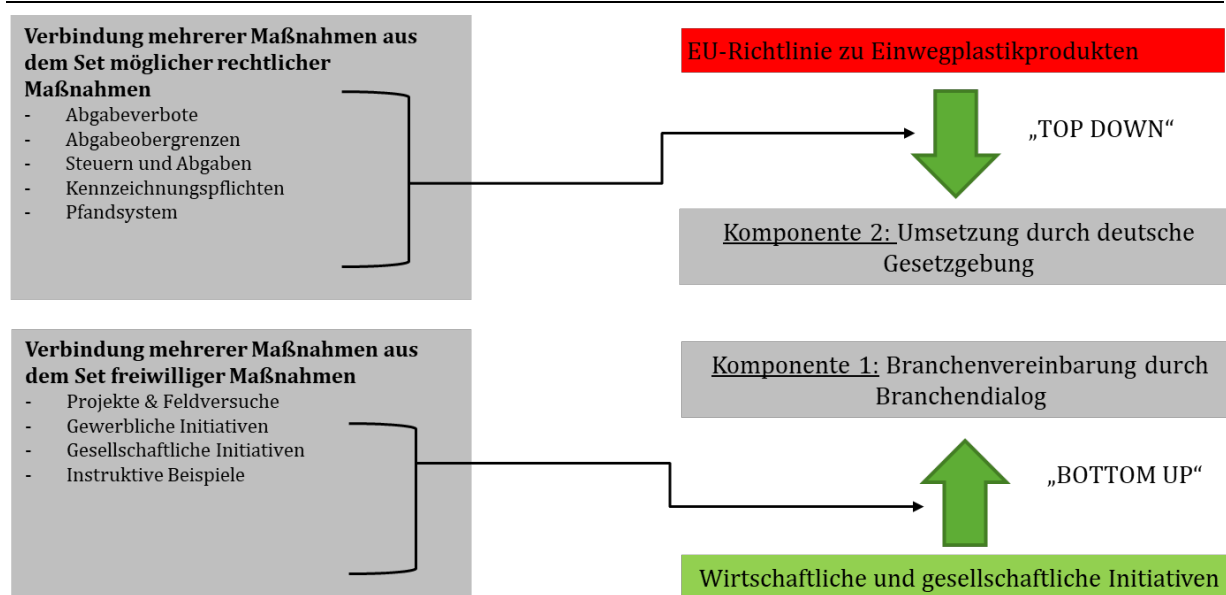 Verbindung mehrerer Maßnahmen aus
dem Set möglicher rechtlicher
Maßnahmen
- Abgabeverbote
- Abgabeobergrenzen
- Steuern und Abgaben
- Kennzeichnungspflichten
- Pfandsystem
EU-Richtlinie zu Einwegplastikprodukten
„TOP DOWN“
Komponente 2: Umsetzung durch deutsche
Gesetzgebung
Verbindung mehrerer Maßnahmen aus
dem Set freiwilliger Maßnahmen
- Projekte & Feldversuche
- Gewerbliche Initiativen
- Gesellschaftliche Initiativen
- Instruktive Beispiele
Komponente 1: Branchenvereinbarung durch
Branchendialog
„BOTTOM UP“
Wirtschaftliche und gesellschaftliche Initiativen